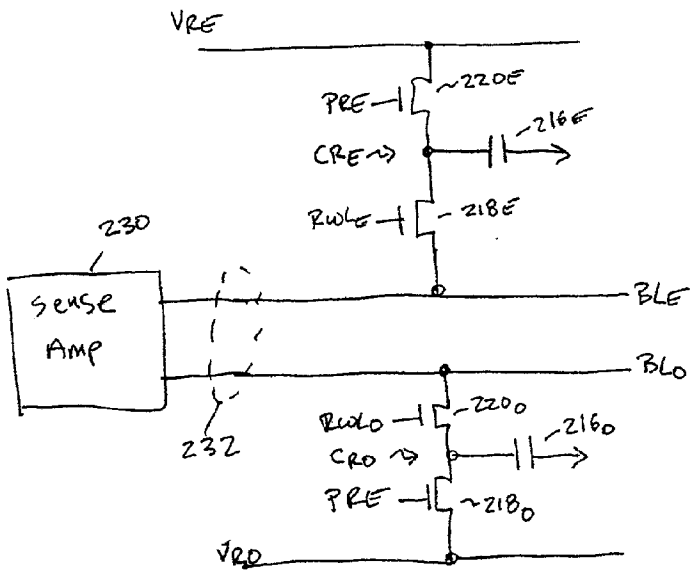 VRE
220E
PRE
216E
CRE
RWLE
218E
230
Sense
Amp
BLE
BLO
RWLO
220O
216O
232
CRO
PRE
218O
VRO